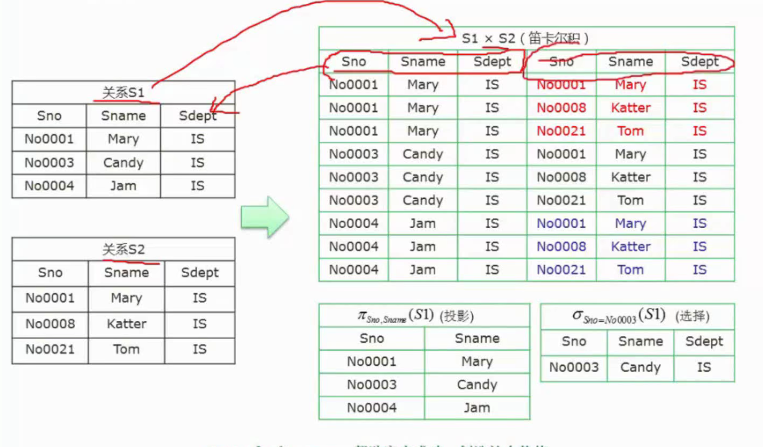 关系S1
Sno Sname Sdept
No0001 Mary IS
No0003 Candy IS
No0004 Jam IS
关系S2
Sno Sname Sdept
No0001 Mary IS
No0008 Katter IS
No0021 Tom IS
S1 × S2 (笛卡尔积)
Sno Sname Sdept Sno Sname Sdept
No0001 Mary IS No0001 Mary IS
No0001 Mary IS No0008 Katter IS
No0001 Mary IS No0021 Tom IS
No0003 Candy IS No0001 Mary IS
No0003 Candy IS No0008 Katter IS
No0003 Candy IS No0021 Tom IS
No0004 Jam IS No0001 Mary IS
No0004 Jam IS No0008 Katter IS
No0004 Jam IS No0021 Tom IS
π Sno,Sname (S1) (投影)
Sno Sname
No0001 Mary
No0003 Candy
No0004 Jam
σ Sno=No0003 (S1) (选择)
Sno Sname Sdept
No0003 Candy IS